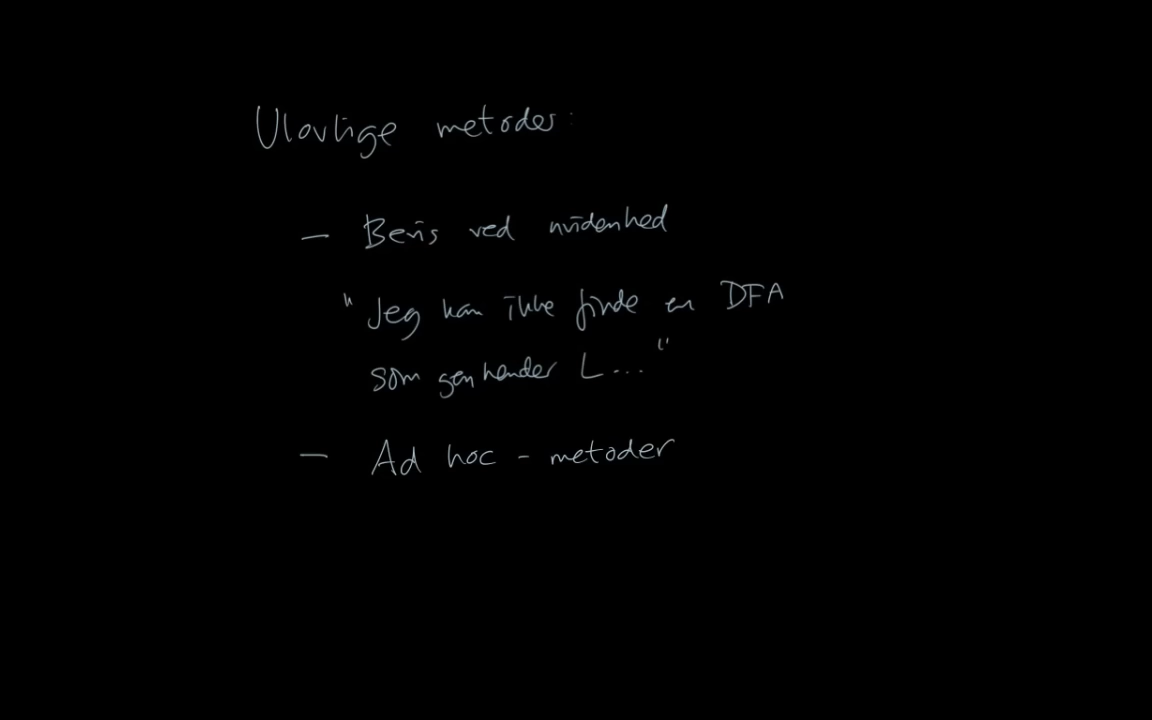 Ulovlige metoder:
- Bevis ved uvidenhed
"Jeg kan ikke finde en DFA
som genkender L..."
- Ad hoc - metoder